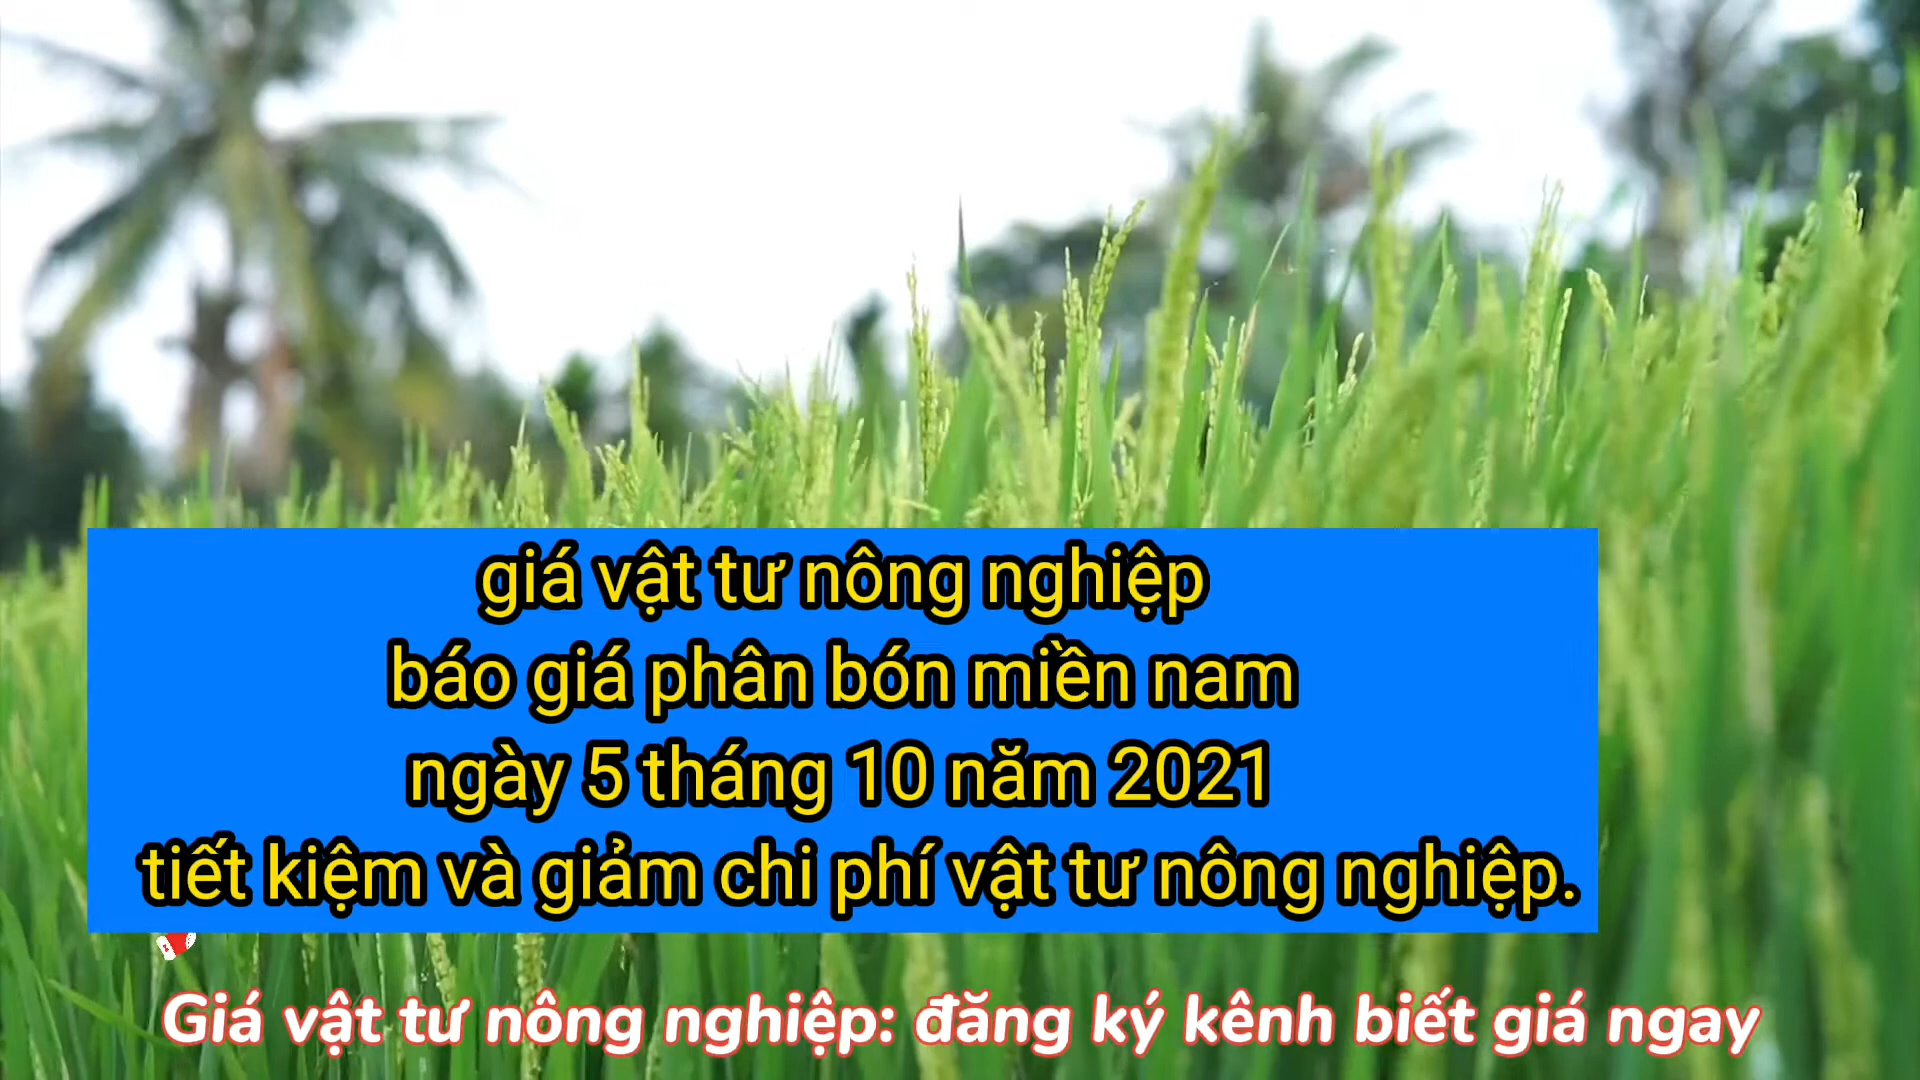 giá vật tư nông nghiệp
báo giá phân bón miền nam
ngày 5 tháng 10 năm 2021
tiết kiệm và giảm chi phí vật tư nông nghiệp.
Giá vật tư nông nghiệp: đăng ký kênh biết giá ngay